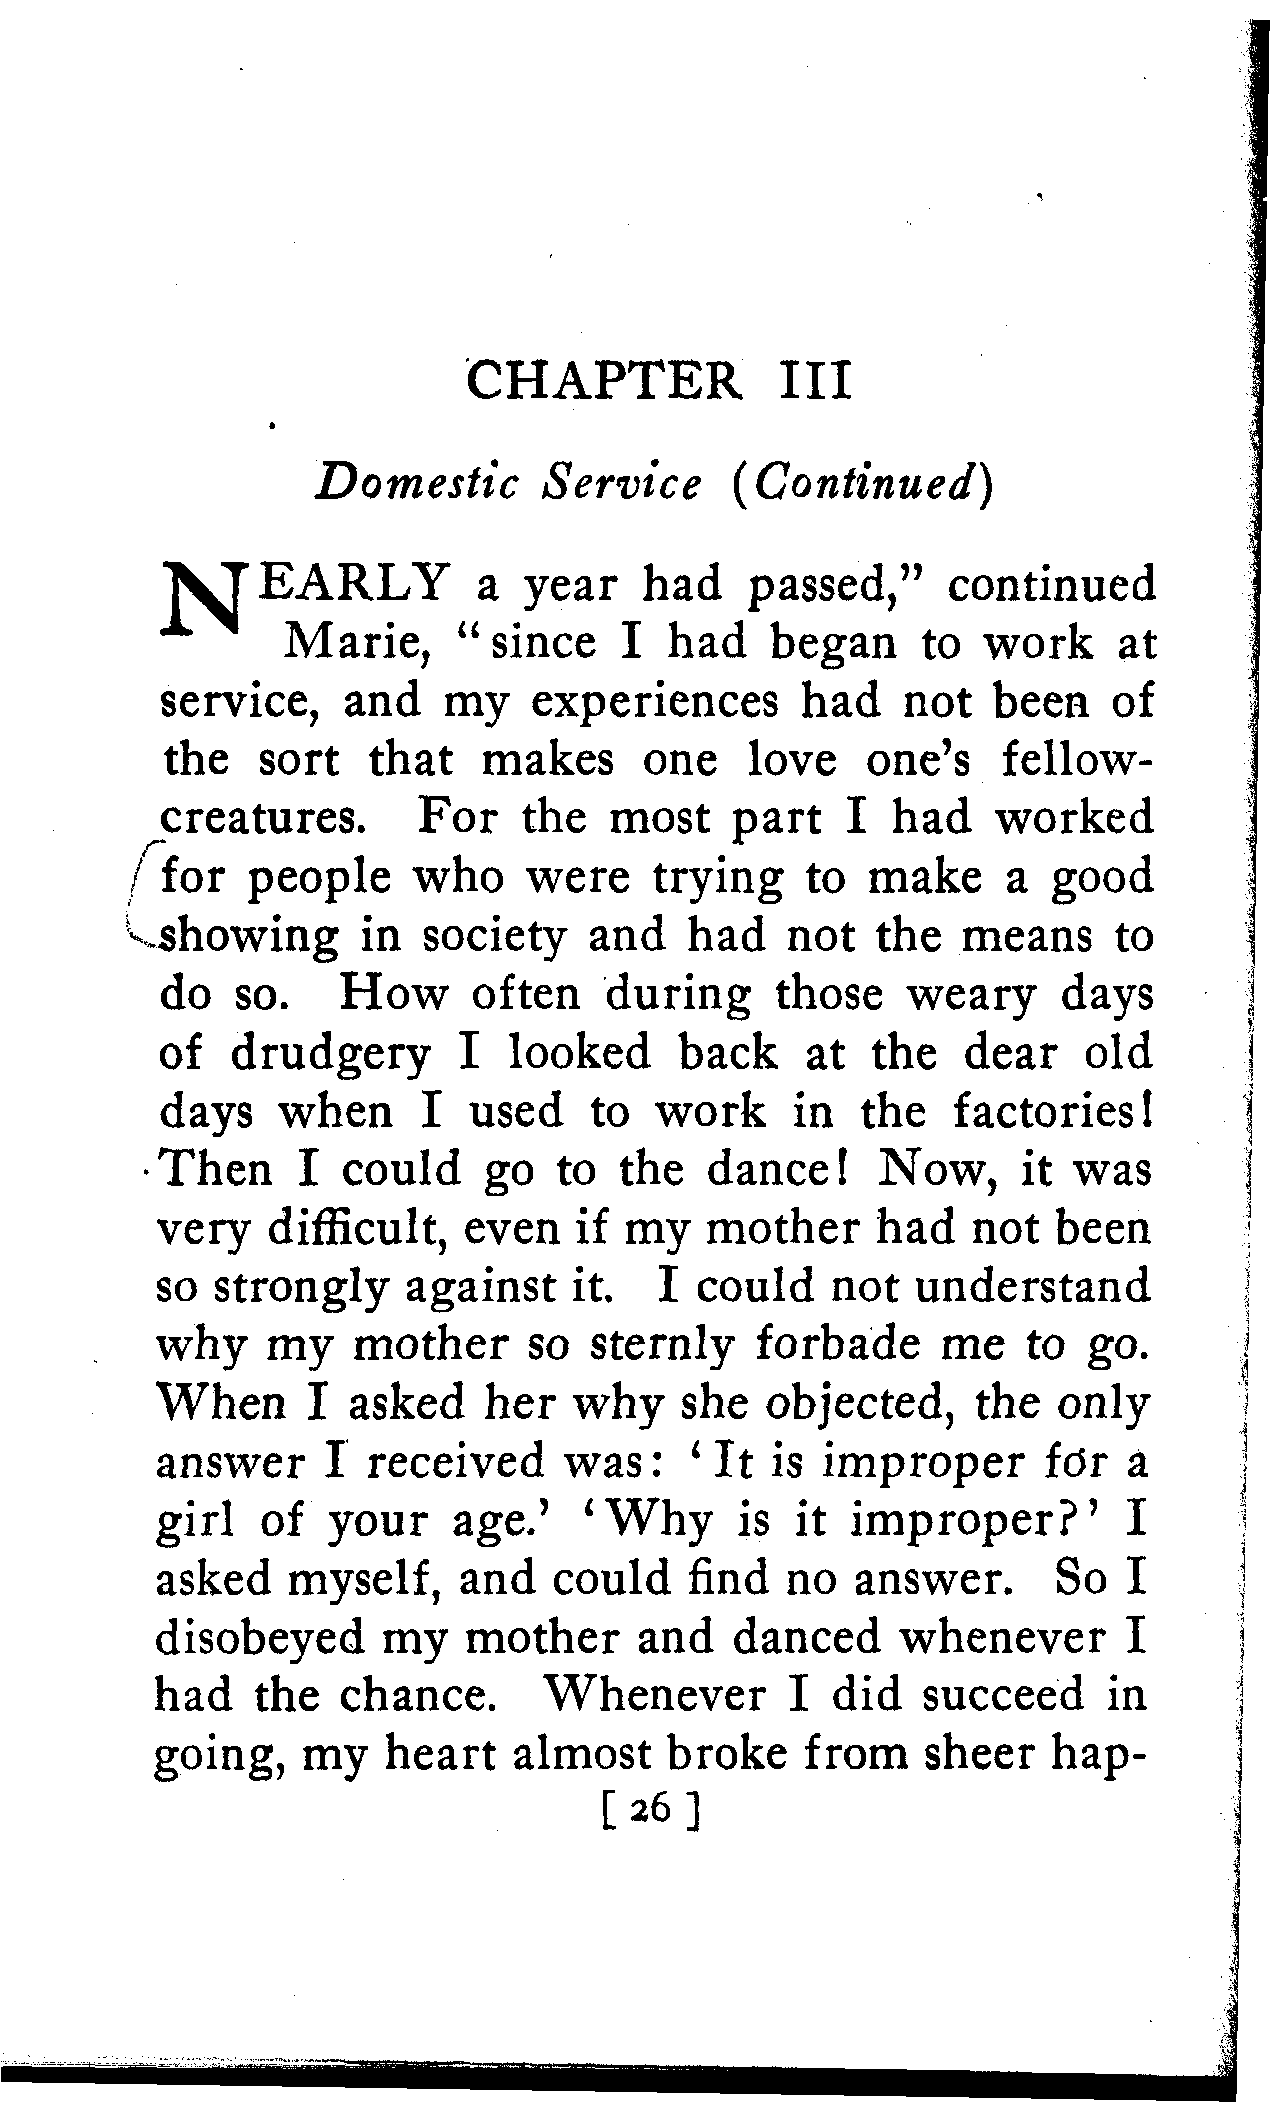 CHAPTER III
Domestic Service (Continued)
NEARLY a year had passed,” continued
Marie, “since I had began to work at
service, and my experiences had not been of
the sort that makes one love one’s fellow-
creatures. For the most part I had worked
for people who were trying to make a good
showing in society and had not the means to
do so. How often during those weary days
of drudgery I looked back at the dear old
days when I used to work in the factories!
Then I could go to the dance! Now, it was
very difficult, even if my mother had not been
so strongly against it. I could not understand
why my mother so sternly forbade me to go.
When I asked her why she objected, the only
answer I received was: ‘It is improper for a
girl of your age.’ ‘Why is it improper?’ I
asked myself, and could find no answer. So I
disobeyed my mother and danced whenever I
had the chance. Whenever I did succeed in
going, my heart almost broke from sheer hap-
[ 26 ]